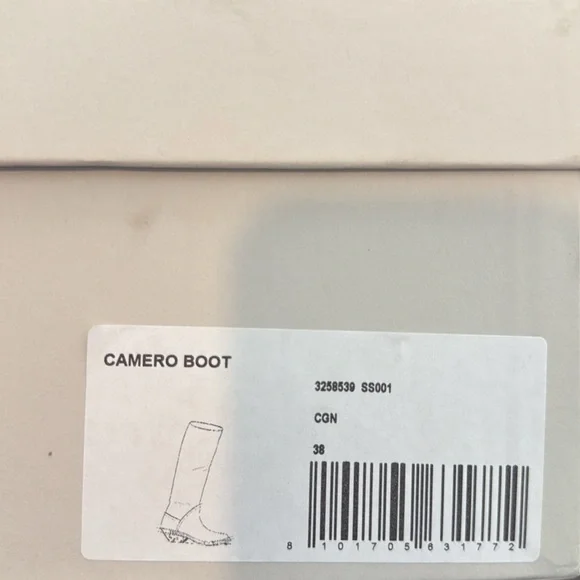 CAMERO BOOT
3258539 SS001
CGN
38
8 101705 631772